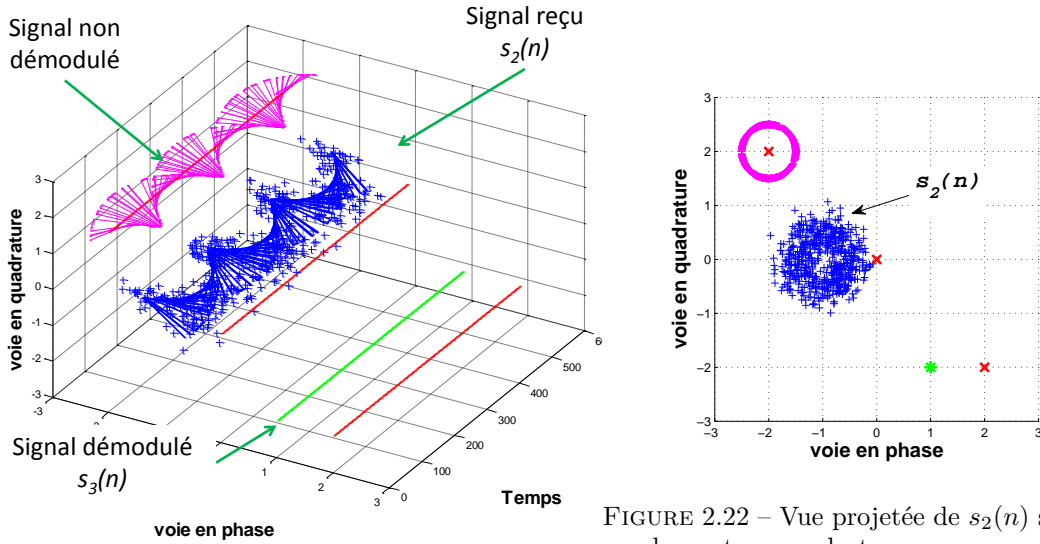 Signal non
démodulé
Signal reçu
s2(n)
voie en quadrature
3
2
1
0
-1
-2
-3
-3
1
2
3
0
100
200
300
400
500
Signal démodulé
s3(n)
Temps
voie en phase
voie en quadrature
3
2
1
0
−1
−2
−3
s2(n)
−3
−2
−1
0
1
2
3
voie en phase
FIGURE 2.22 – Vue projetée de s2(n) s